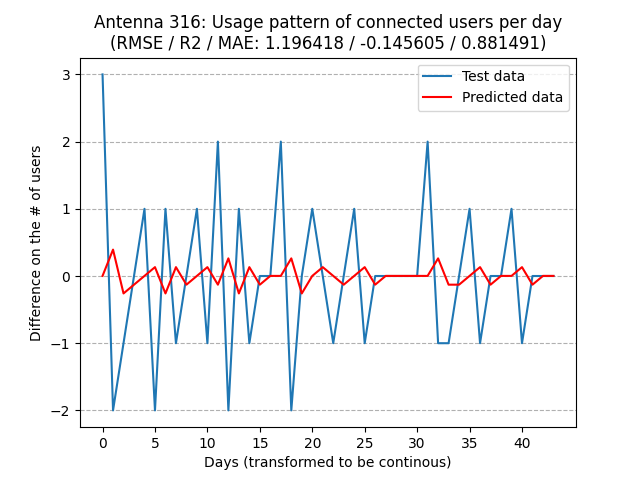 Antenna 316: Usage pattern of connected users per day
(RMSE / R2 / MAE: 1.196418 / -0.145605 / 0.881491)
Test data
Predicted data
3
2
1
0
−1
−2
Difference on the # of users
0 5 10 15 20 25 30 35 40
Days (transformed to be continous)